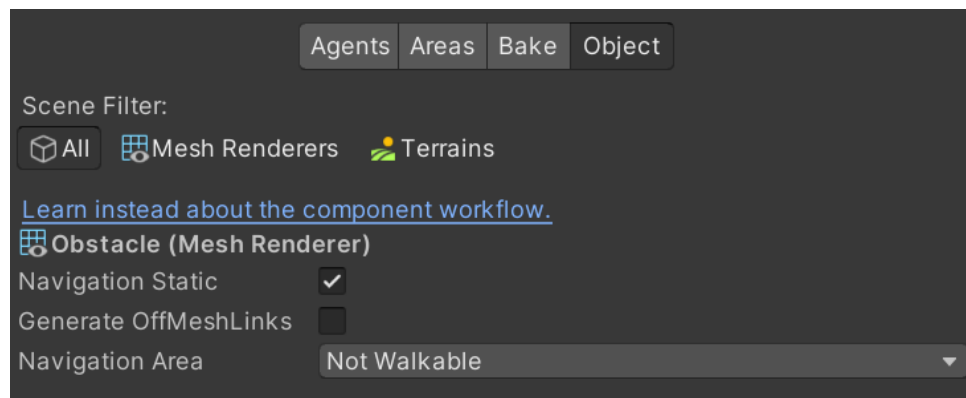 Agents Areas Bake Object
Scene Filter:
All Mesh Renderers Terrains
Learn instead about the component workflow.
Obstacle (Mesh Renderer)
Navigation Static
Generate OffMeshLinks
Navigation Area Not Walkable